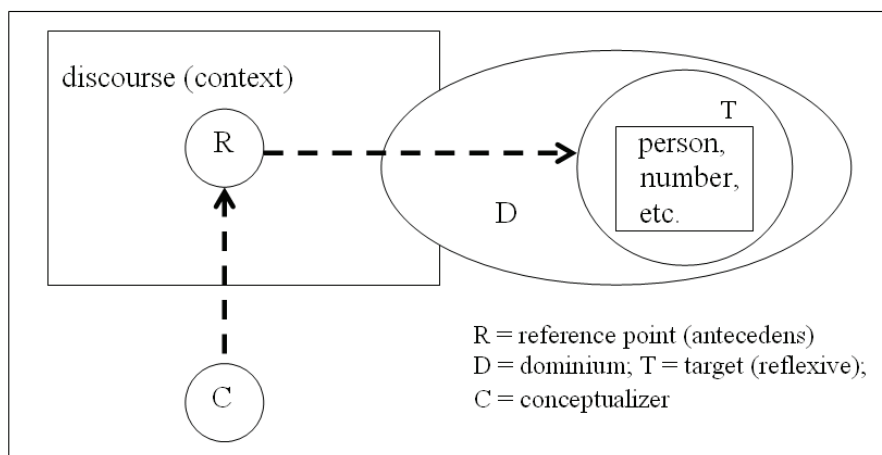 discourse (context)
R
T
person,
number,
etc.
D
C
R = reference point (antecedens)
D = dominium; T = target (reflexive);
C = conceptualizer